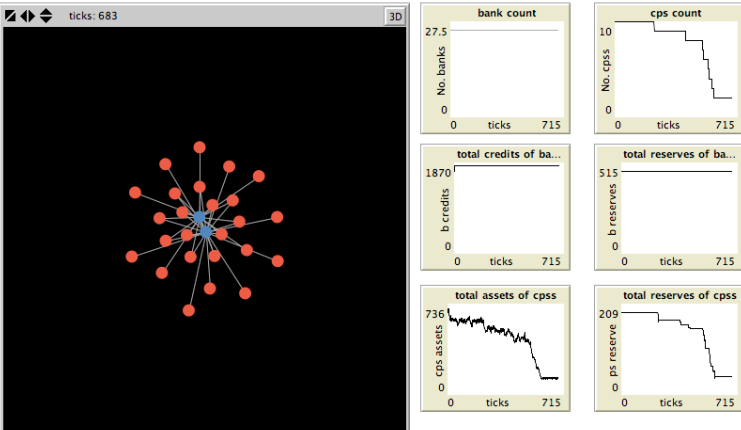 ticks: 683
3D
bank count
27.5
No. banks
0
0 ticks 715
cps count
10
No. cpss
0
0 ticks 715
total credits of ba...
1870
b credits
0
0 ticks 715
total reserves of ba...
515
b reserves
0
0 ticks 715
total assets of cpss
736
cps assets
0
0 ticks 715
total reserves of cpss
209
ps reserve
0
0 ticks 715